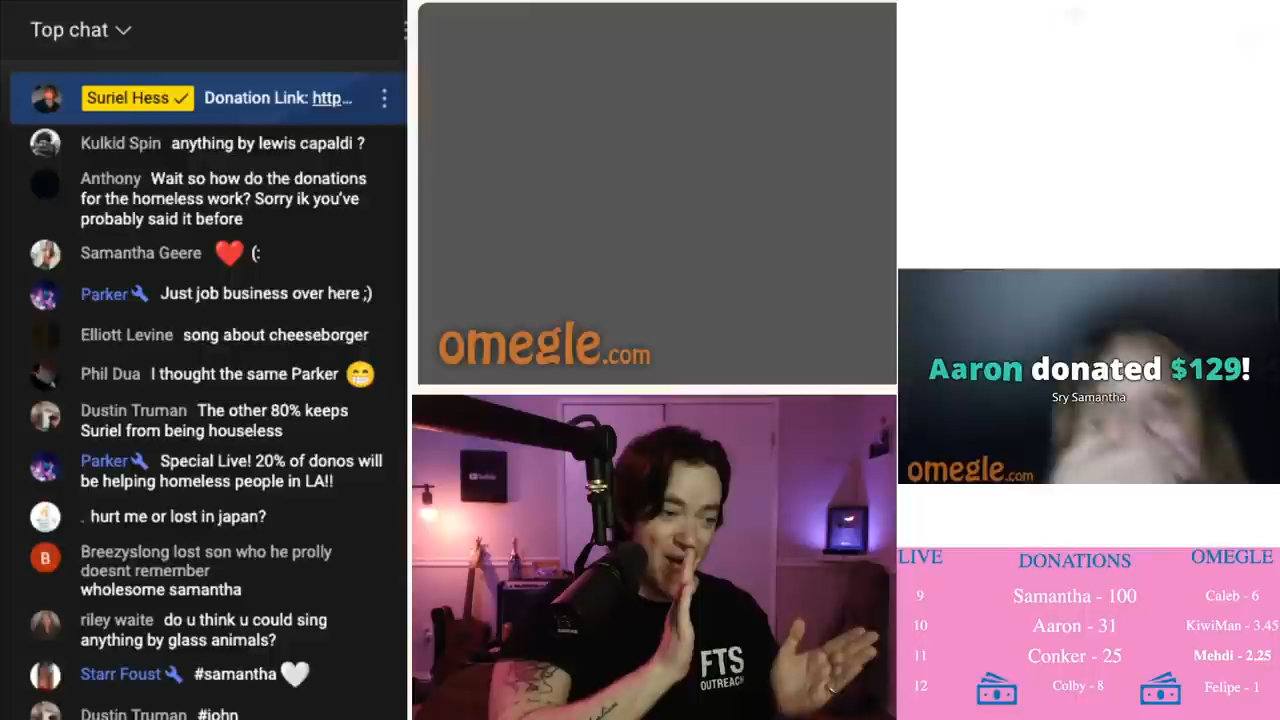 Top chat
Suriel Hess Donation Link: http...
Kulkid Spin anything by lewis capaldi ?
Anthony Wait so how do the donations
for the homeless work? Sorry ik you've
probably said it before
Samantha Geere ❤️ (:
Parker Just job business over here ;)
Elliott Levine song about cheeseborger
Phil Dua I thought the same Parker 😁
Dustin Truman The other 80% keeps
Suriel from being houseless
Parker Special Live! 20% of donos will
be helping homeless people in LA!!
. hurt me or lost in japan?
B
Breezyslong lost son who he prolly
doesnt remember
wholesome samantha
riley waite do u think u could sing
anything by glass animals?
Starr Foust #samantha 🤍
Dustin Truman #john
omegle.com
YouTube
FTS
OUTREACH
Aaron donated $129!
Sry Samantha
omegle.com
LIVE DONATIONS OMEGLE
9 Samantha - 100 Caleb - 6
10 Aaron - 31 KiwiMan - 3.45
11 Conker - 25 Mehdi - 2,25
12 Colby - 8 Felipe - 1